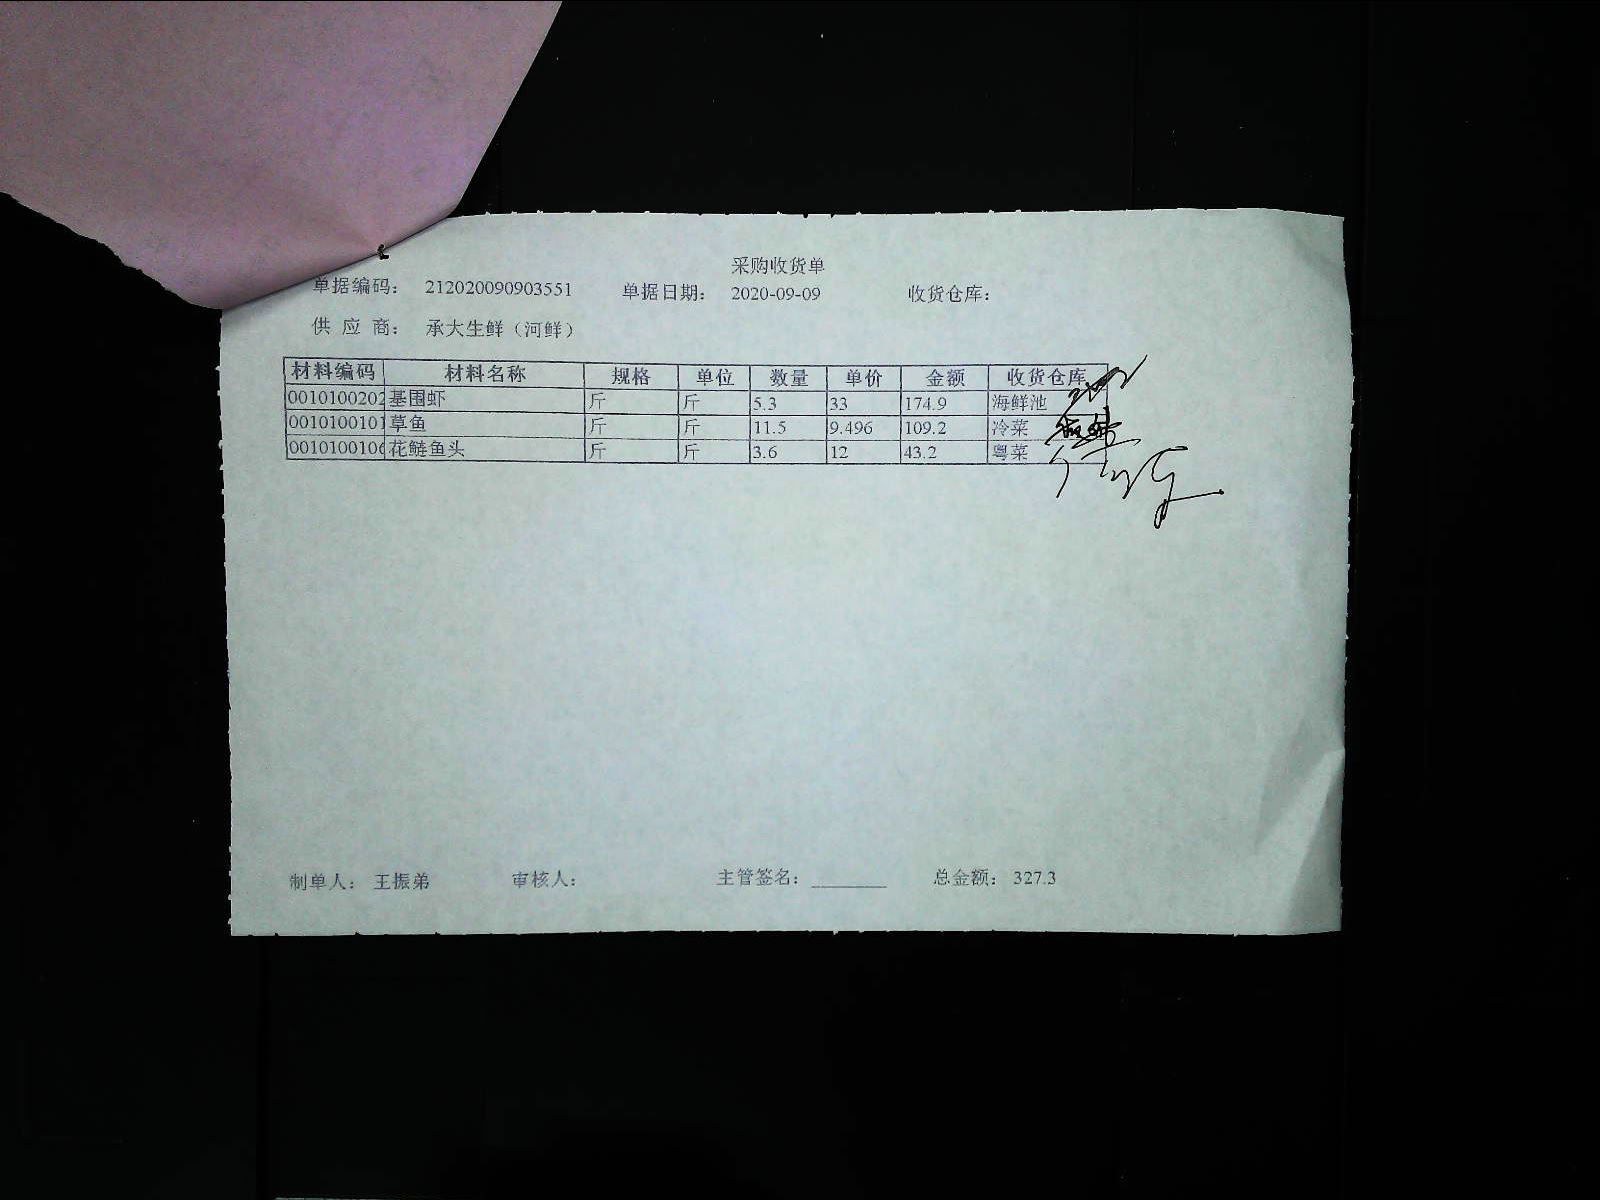 采购收货单
单据编码： 212020090903551 单据日期： 2020-09-09 收货仓库：
供 应 商： 承大生鲜（河鲜）
材料编码 材料名称 规格 单位 数量 单价 金额 收货仓库
0010100202 基围虾 斤 斤 5.3 33 174.9 海鲜池
0010100101 草鱼 斤 斤 11.5 9.496 109.2 冷菜
0010100106 花鲢鱼头 斤 斤 3.6 12 43.2 粤菜
制单人： 王振弟 审核人： 主管签名： ________ 总金额： 327.3